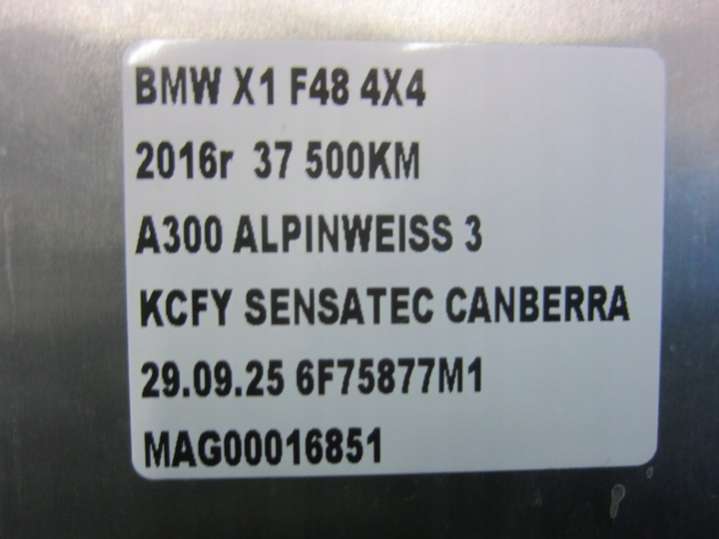 BMW X1 F48 4X4
2016r 37 500KM
A300 ALPINWEISS 3
KCFY SENSATEC CANBERRA
29.09.25 6F75877M1
MAG00016851